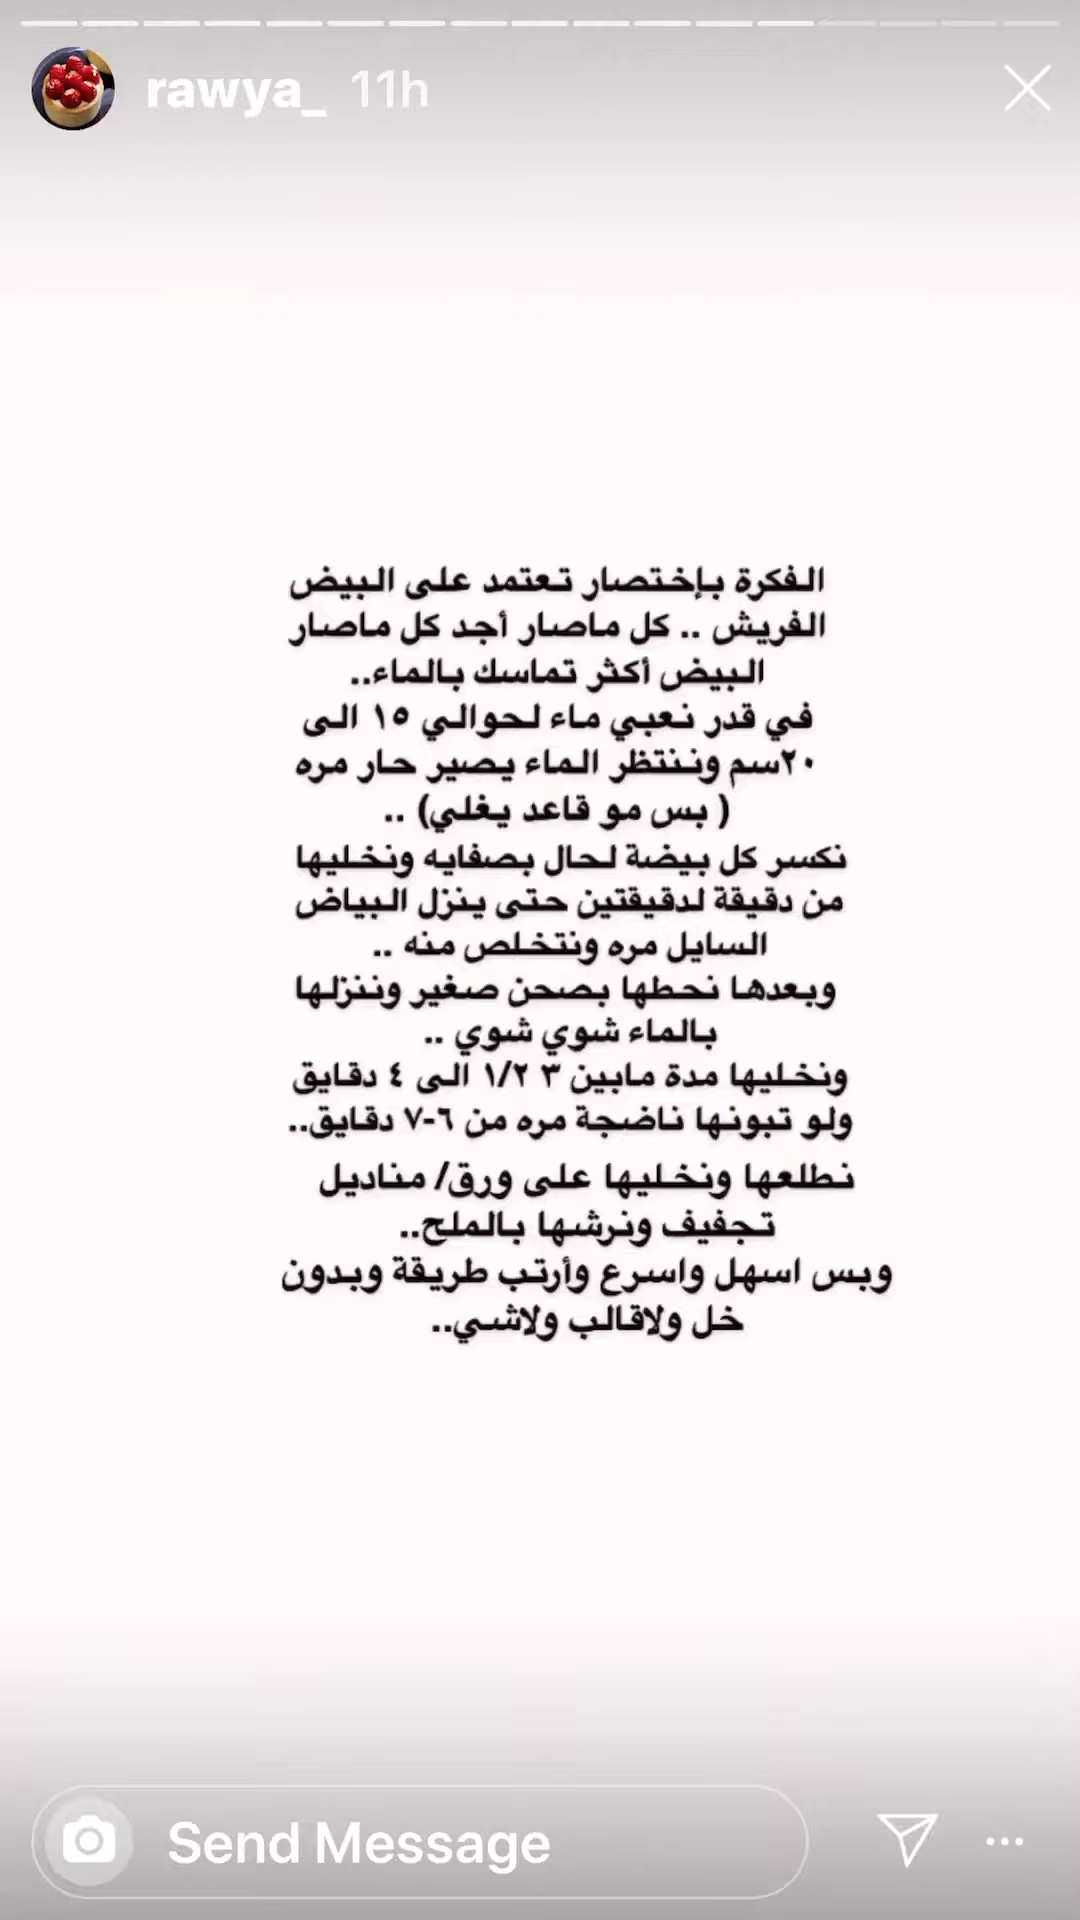 rawya_ 11h
الفكرة بإختصار تعتمد على البيض
الفريش .. كل ماصار أجد كل ماصار
البيض أكثر تماسك بالماء..
في قدر نعبي ماء لحوالي ١٥ الى
٢٠سم وننتظر الماء يصير حار مره
( بس مو قاعد يغلي) ..
نكسر كل بيضة لحال بصفايه ونخليها
من دقيقة لدقيقتين حتى ينزل البياض
السايل مره ونتخلص منه ..
وبعدها نحطها بصحن صغير وننزلها
بالماء شوي شوي ..
ونخليها مدة مابين ٣ ١/٢ الى ٤ دقايق
ولو تبونها ناضجة مره من ٦-٧ دقايق..
نطلعها ونخليها على ورق/ مناديل
تجفيف ونرشها بالملح..
وبس اسهل واسرع وأرتب طريقة وبدون
خل ولاقالب ولاشي..
Send Message